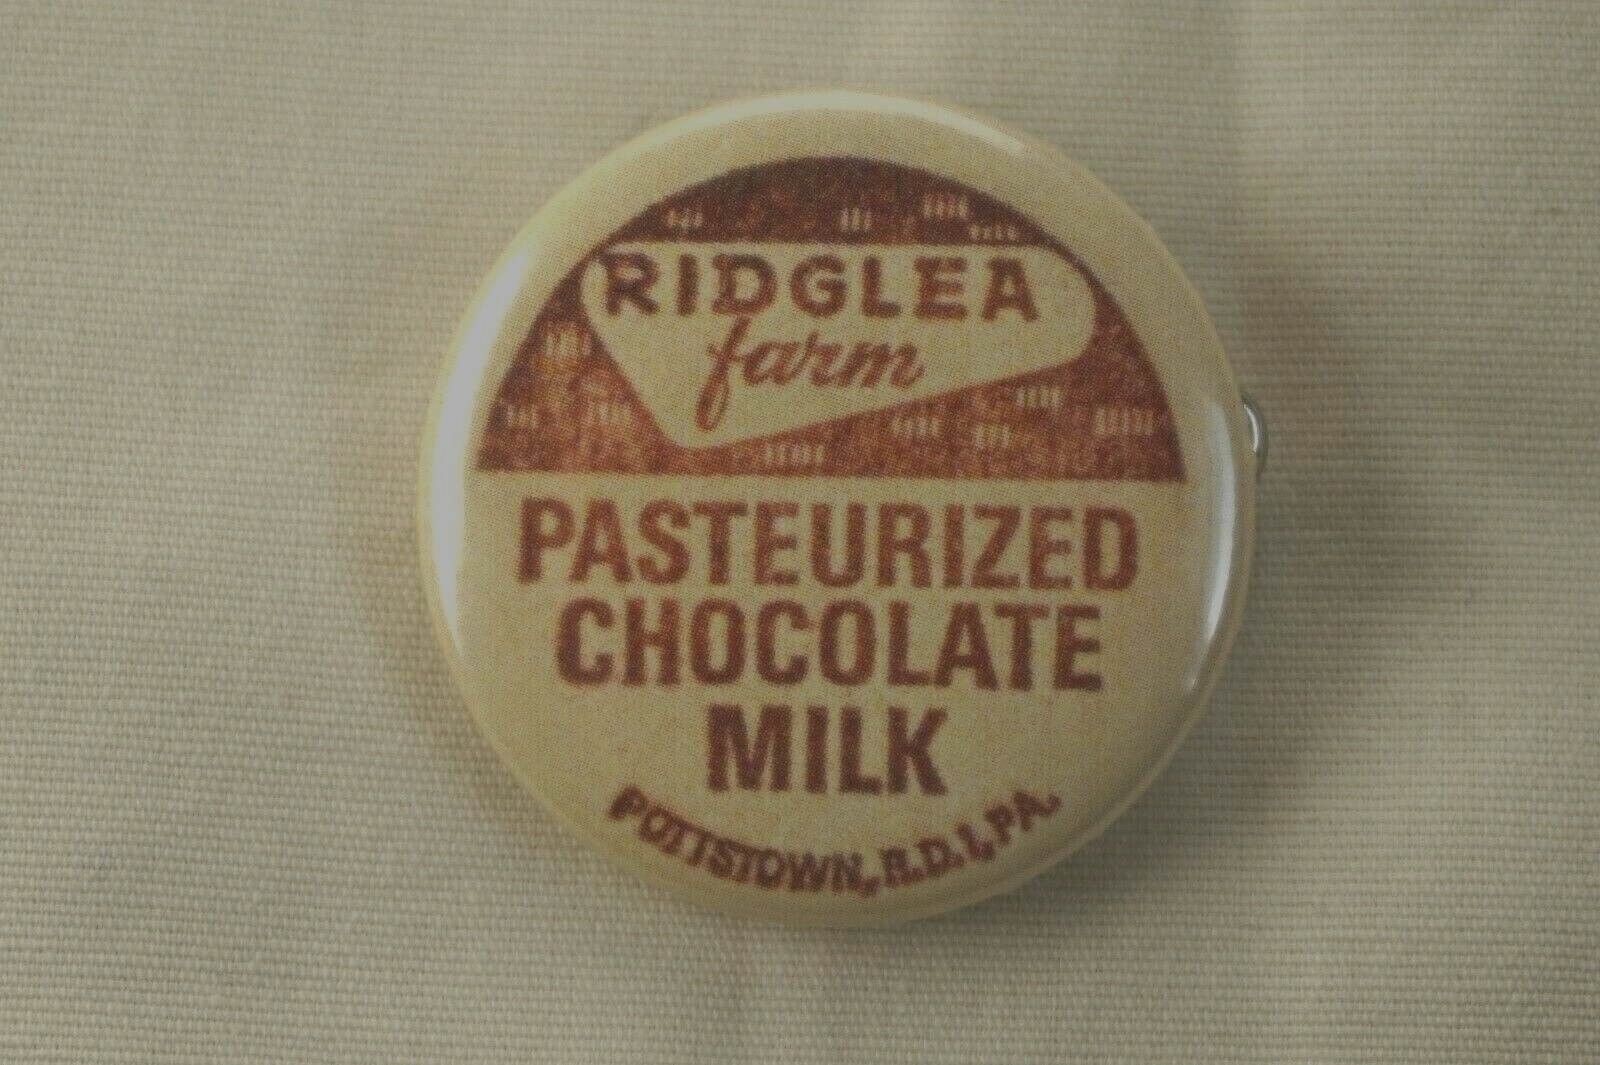 RIDGLEA
farm
PASTEURIZED
CHOCOLATE
MILK
POTTSTOWN, R.D. 1, PA.